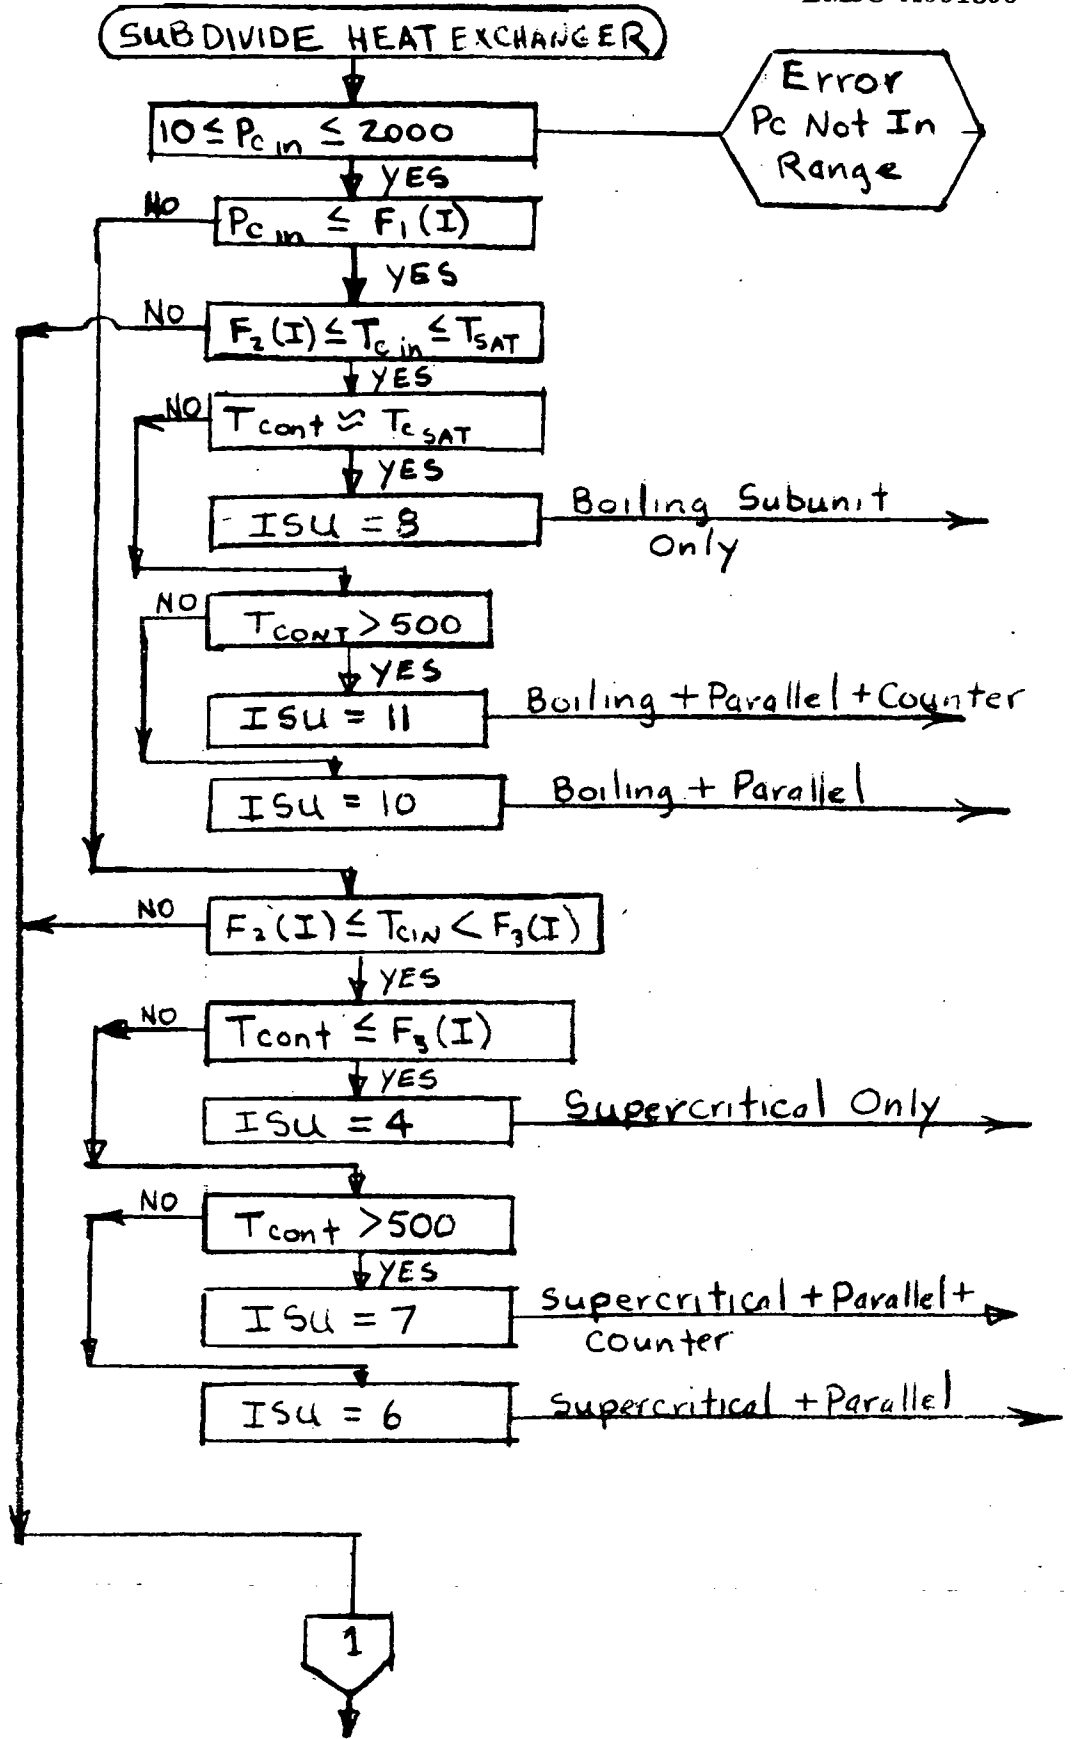 SUBDIVIDE HEAT EXCHANGER
Error
Pc Not In
Range
10 ≤ Pc in ≤ 2000
YES
NO
Pc in ≤ F1(I)
YES
NO
F2(I) ≤ Tc in ≤ TSAT
YES
NO
Tcont ≈ Tc SAT
YES
ISU = 8
Boiling Subunit
Only
NO
TCONT > 500
YES
ISU = 11
Boiling + Parallel + Counter
ISU = 10
Boiling + Parallel
NO
F2(I) ≤ TCIN < F3(I)
YES
NO
Tcont ≤ F3(I)
YES
ISU = 4
Supercritical Only
NO
Tcont > 500
YES
ISU = 7
Supercritical + Parallel +
Counter
ISU = 6
Supercritical + Parallel
1